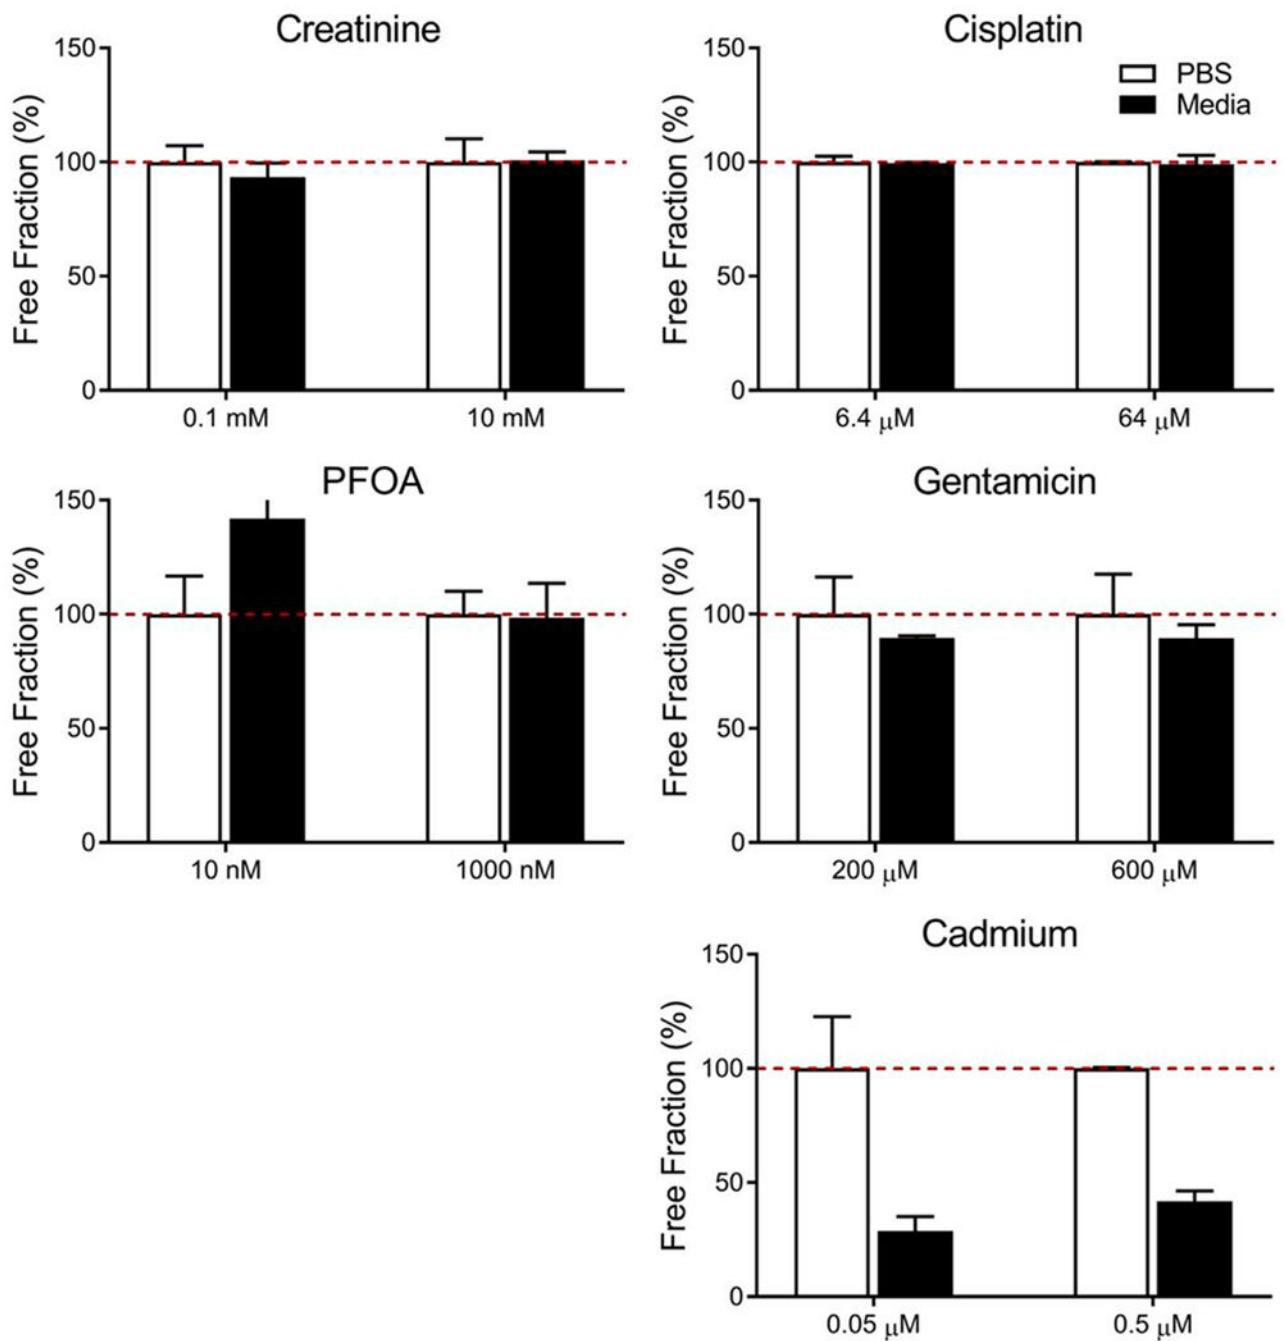 Creatinine
150
100
50
0
Free Fraction (%)
0.1 mM
10 mM
Cisplatin
PBS
Media
150
100
50
0
Free Fraction (%)
6.4 μM
64 μM
PFOA
150
100
50
0
Free Fraction (%)
10 nM
1000 nM
Gentamicin
150
100
50
0
Free Fraction (%)
200 μM
600 μM
Cadmium
150
100
50
0
Free Fraction (%)
0.05 μM
0.5 μM